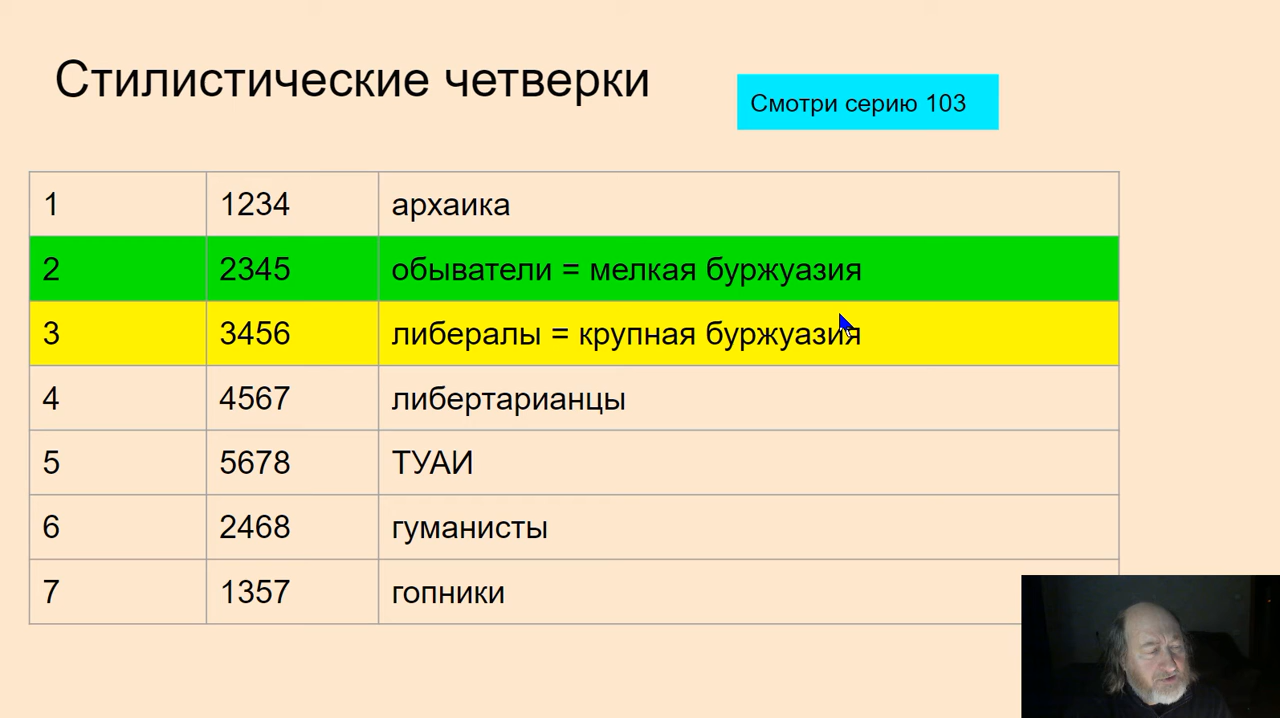 Стилистические четверки
Смотри серию 103
1 1234 архаика
2 2345 обыватели = мелкая буржуазия
3 3456 либералы = крупная буржуазия
4 4567 либертарианцы
5 5678 ТУАИ
6 2468 гуманисты
7 1357 гопники